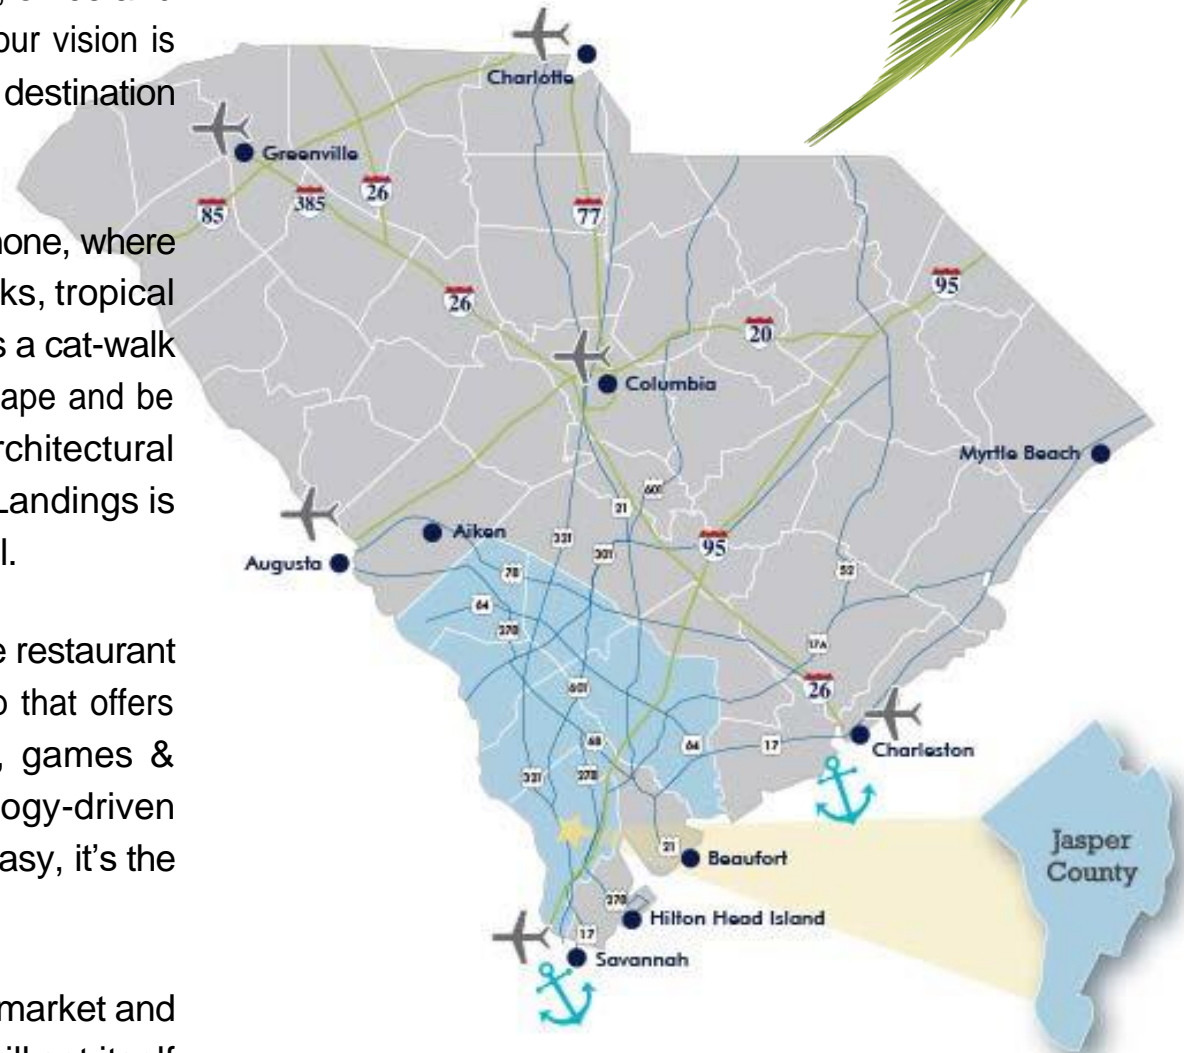 our vision is
destination
none, where
ks, tropical
s a cat-walk
ape and be
rchitectural
Landings is
l.
e restaurant
o that offers
, games &
ogy-driven
asy, it's the
market and
Charlotte
Greenville
85
385
26
77
26
95
20
Columbia
Myrtle Beach
601
21
321
301
95
52
Aiken
Augusta
78
64
278
17A
601
26
68
64
17
Charleston
321
278
Jasper
County
21
Beaufort
278
Hilton Head Island
17
Savannah